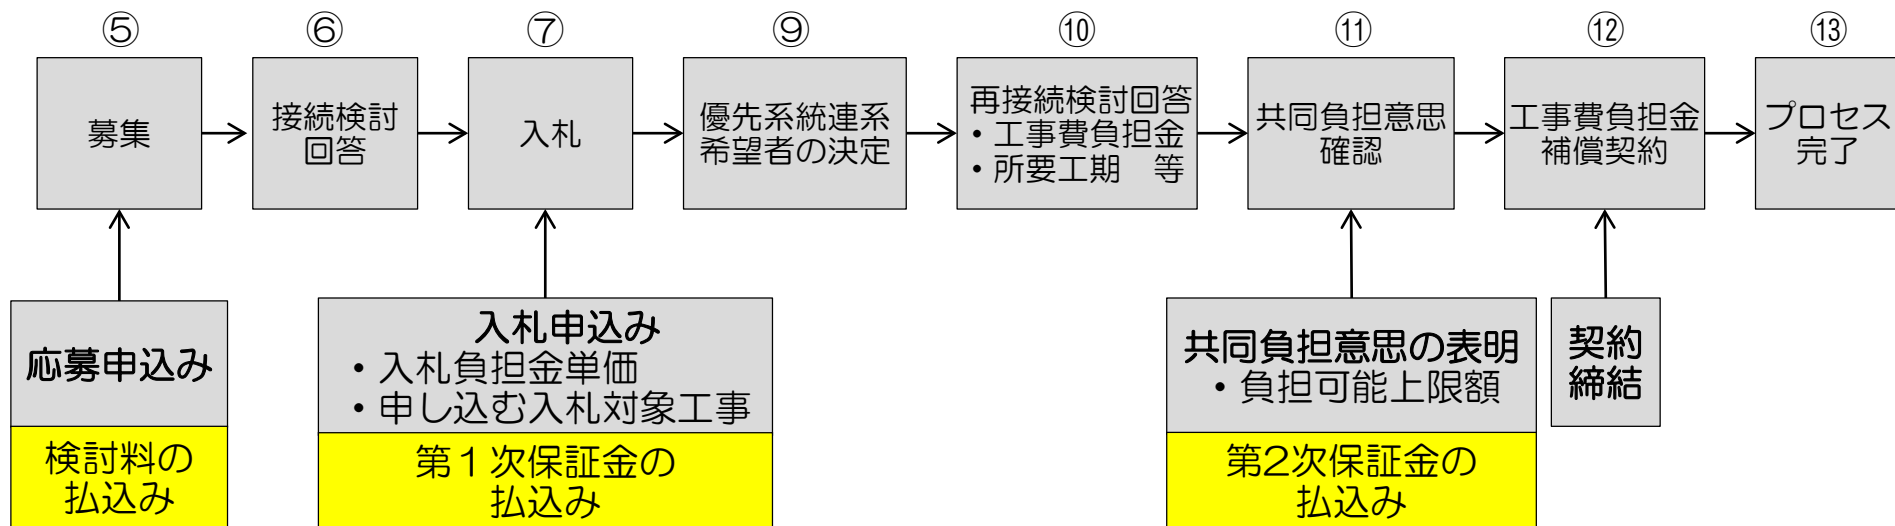 ⑤
⑥
⑦
⑨
⑩
⑪
⑫
⑬
募集
接続検討
回答
入札
優先系統連系
希望者の決定
再接続検討回答
・工事費負担金
・所要工期　等
共同負担意思
確認
工事費負担金
補償契約
プロセス
完了
応募申込み
検討料の
払込み
入札申込み
・入札負担金単価
・申し込む入札対象工事
第１次保証金の
払込み
共同負担意思の表明
・負担可能上限額
第2次保証金の
払込み
契約
締結